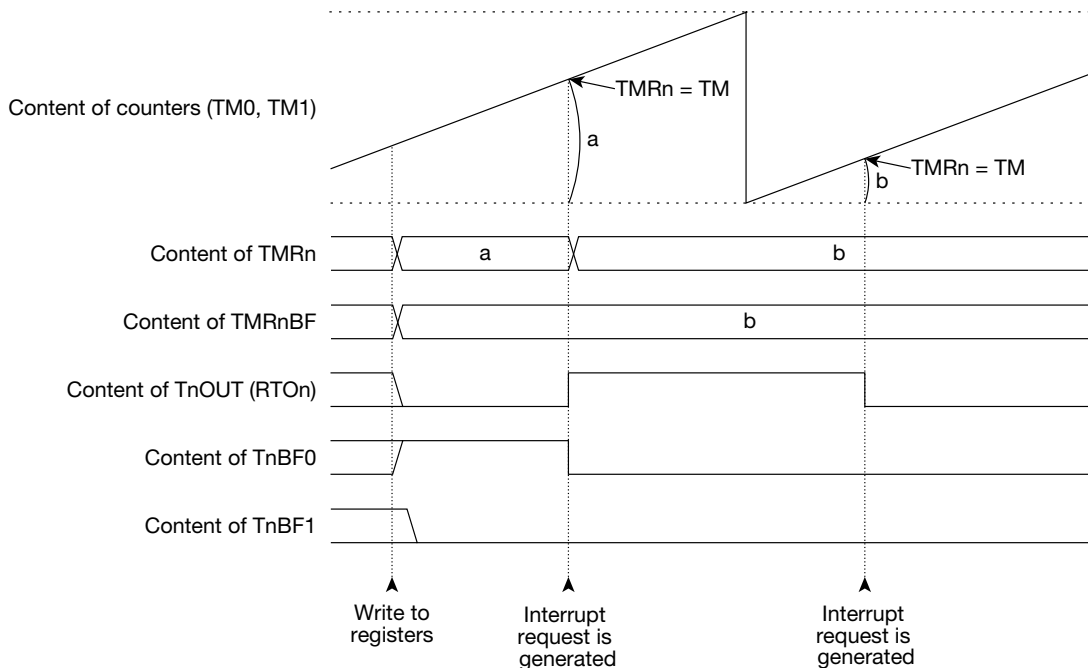 Content of counters (TM0, TM1)
TMRn = TM
a
TMRn = TM
b
Content of TMRn
a
b
Content of TMRnBF
b
Content of TnOUT (RTOn)
Content of TnBF0
Content of TnBF1
Write to
registers
Interrupt
request is
generated
Interrupt
request is
generated